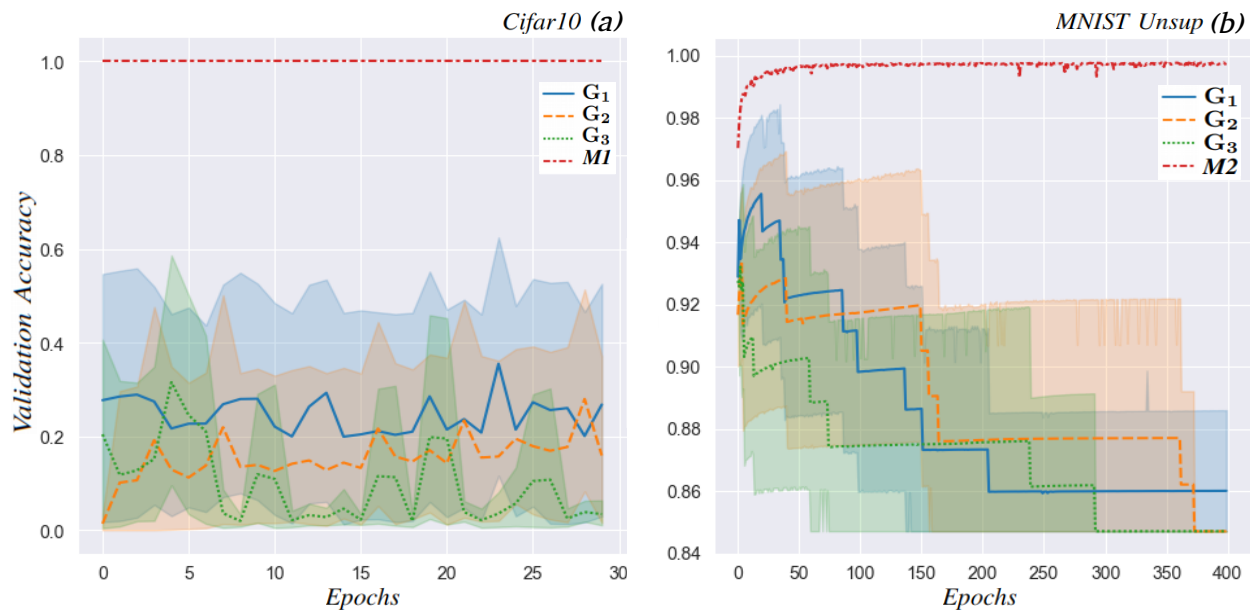 Cifar10 (a)
MNIST Unsup (b)
Validation Accuracy
1.0
0.8
0.6
0.4
0.2
0.0
G₁
G₂
G₃
M1
0 5 10 15 20 25 30
Epochs
1.00
0.98
0.96
0.94
0.92
0.90
0.88
0.86
0.84
G₁
G₂
G₃
M2
0 50 100 150 200 250 300 350 400
Epochs